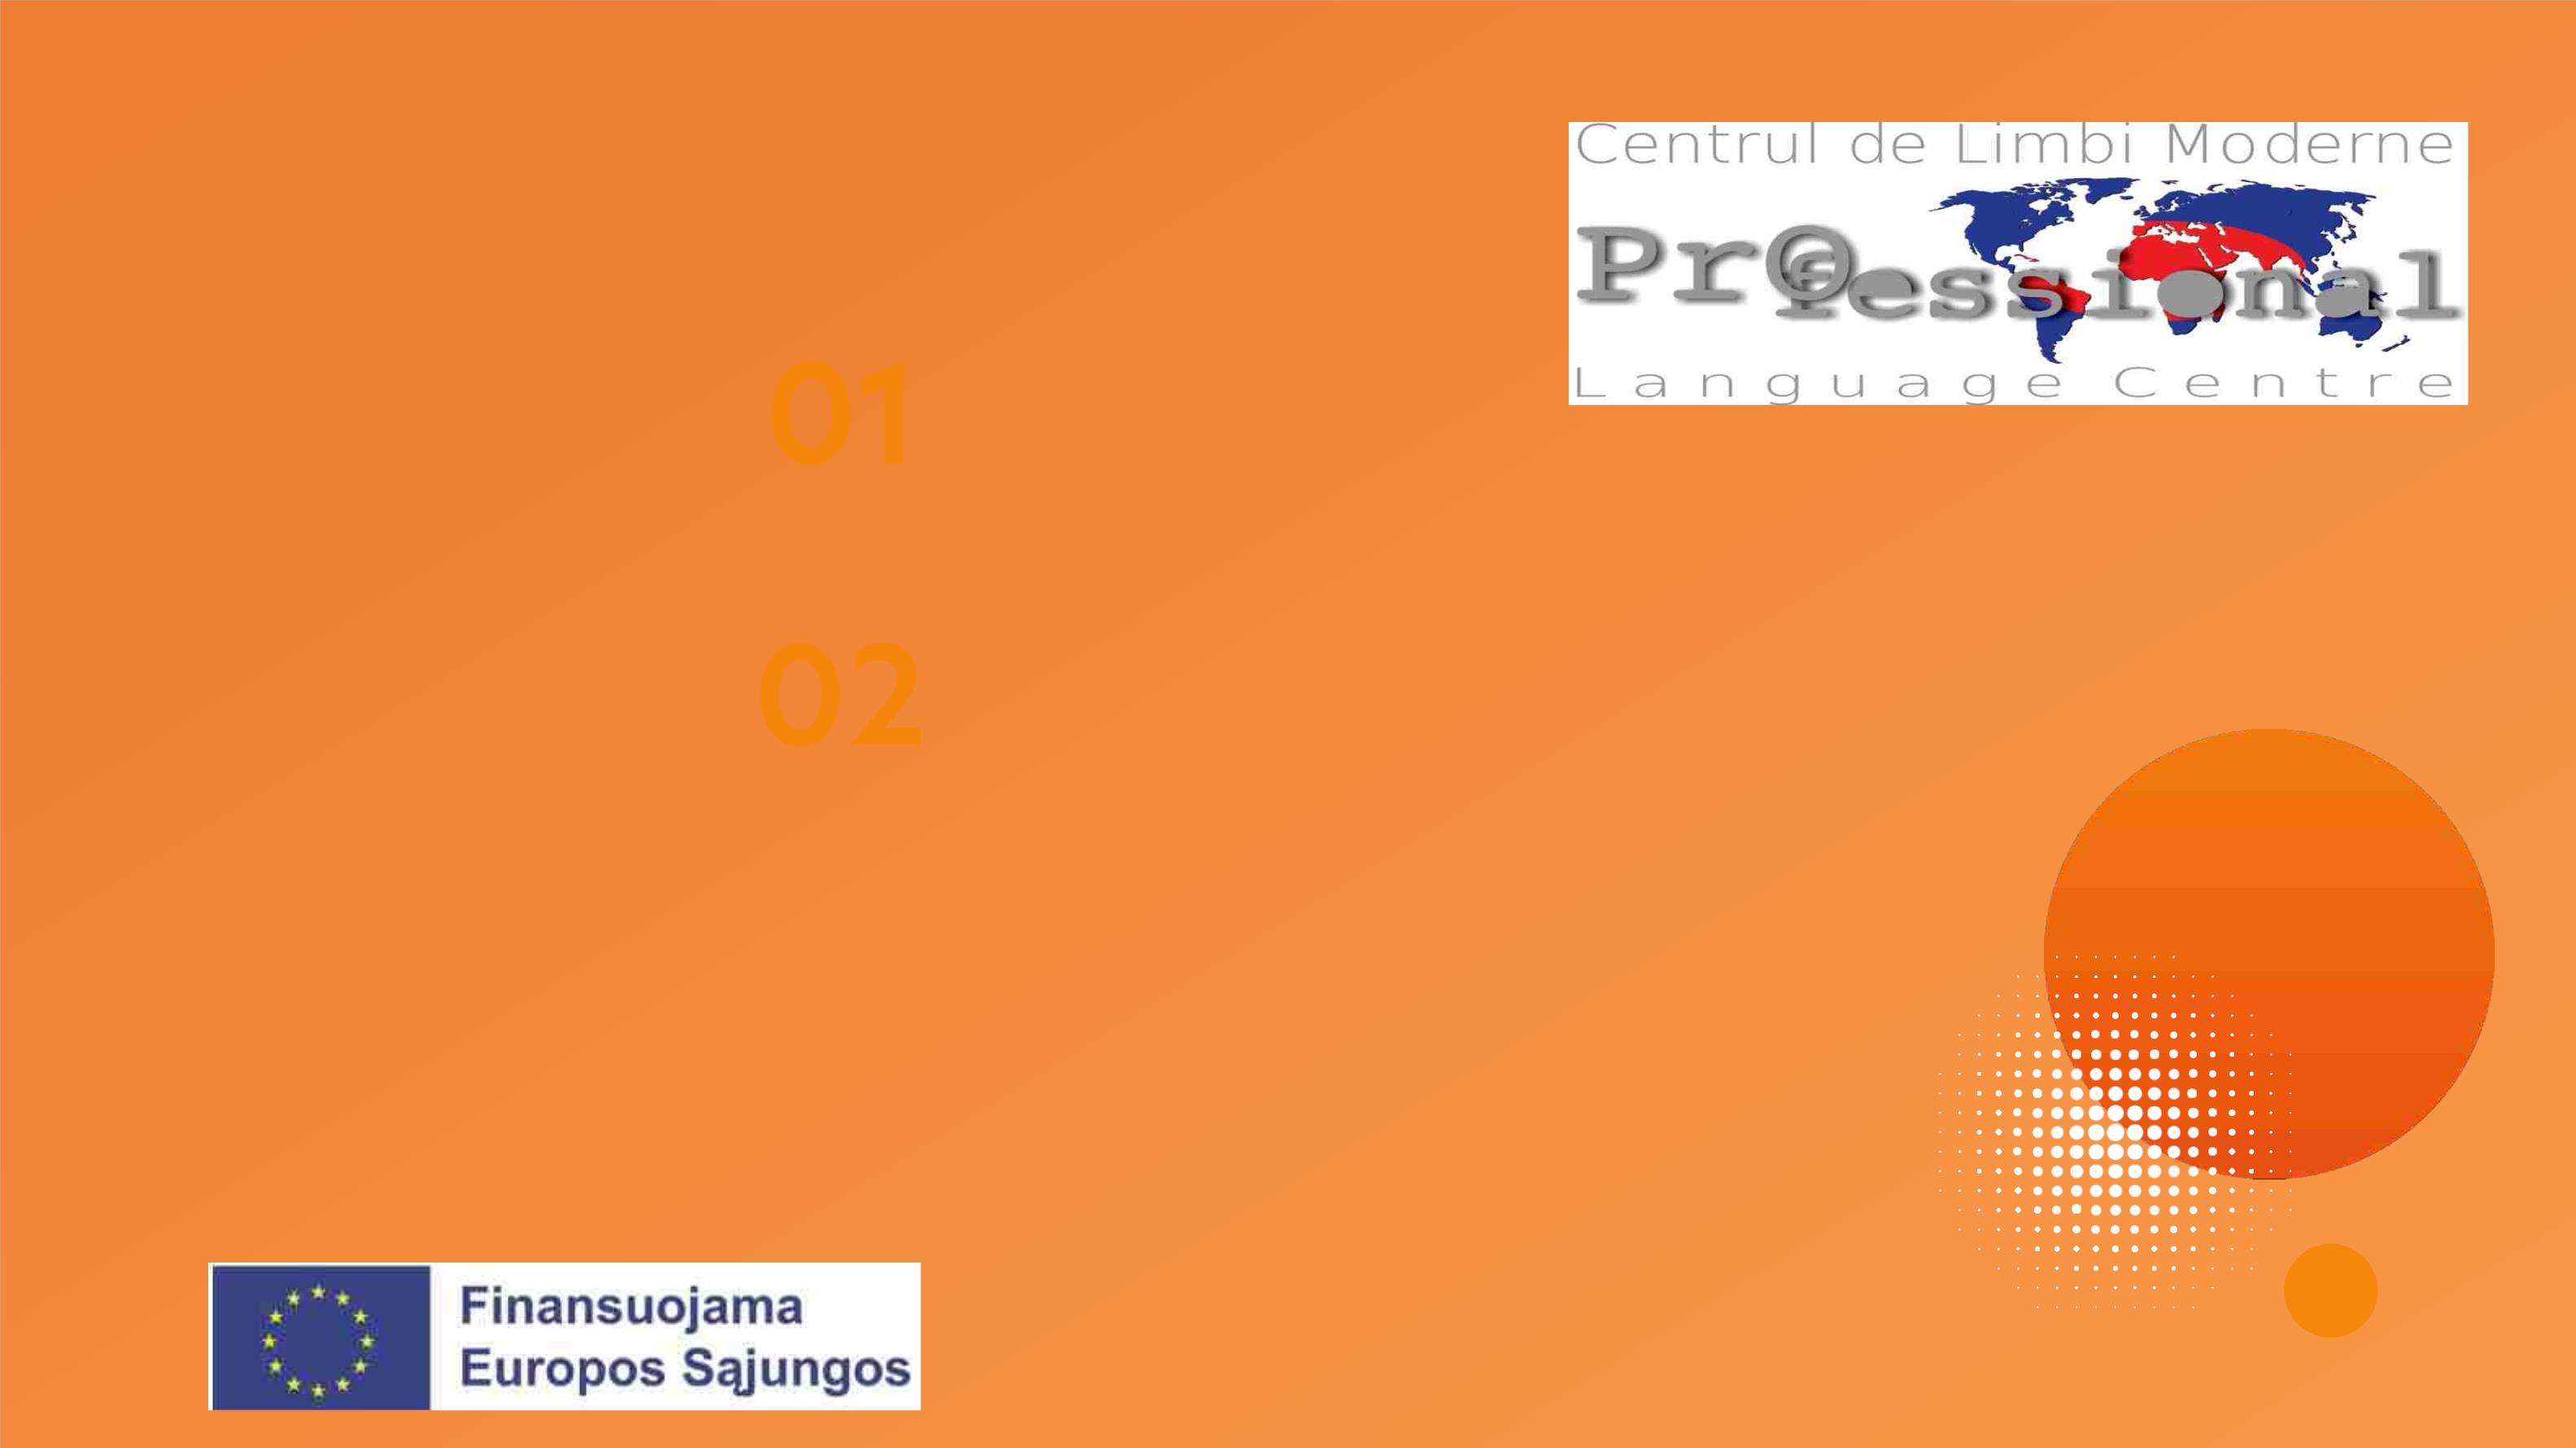 Centrul de Limbi Moderne
PrOfessional
Language Centre
01
02
Finansuojama
Europos Sąjungos